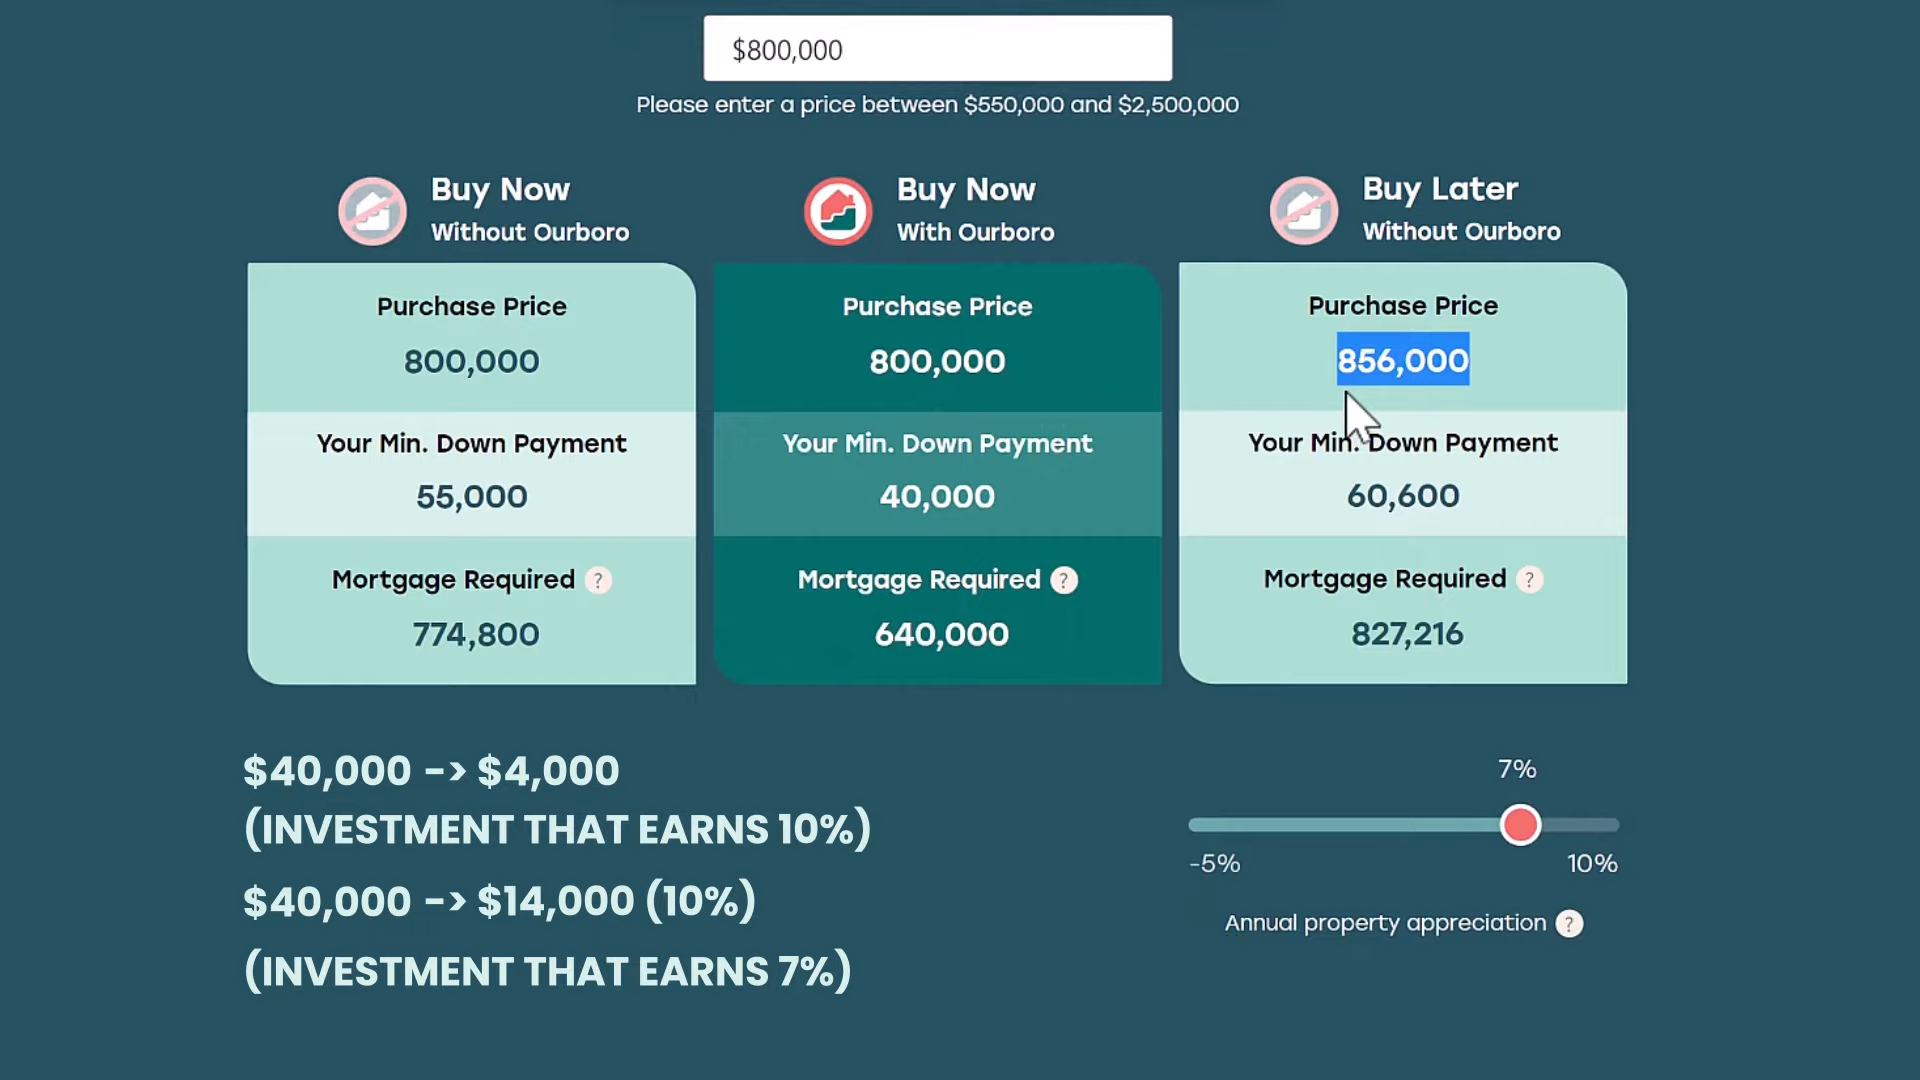 $800,000
Please enter a price between $550,000 and $2,500,000
Buy Now
Without Ourboro
Purchase Price
800,000
Your Min. Down Payment
55,000
Mortgage Required ?
774,800
Buy Now
With Ourboro
Purchase Price
800,000
Your Min. Down Payment
40,000
Mortgage Required ?
640,000
Buy Later
Without Ourboro
Purchase Price
856,000
Your Min. Down Payment
60,600
Mortgage Required ?
827,216
$40,000 -> $4,000
(INVESTMENT THAT EARNS 10%)
$40,000 -> $14,000 (10%)
(INVESTMENT THAT EARNS 7%)
7%
-5% 10%
Annual property appreciation ?